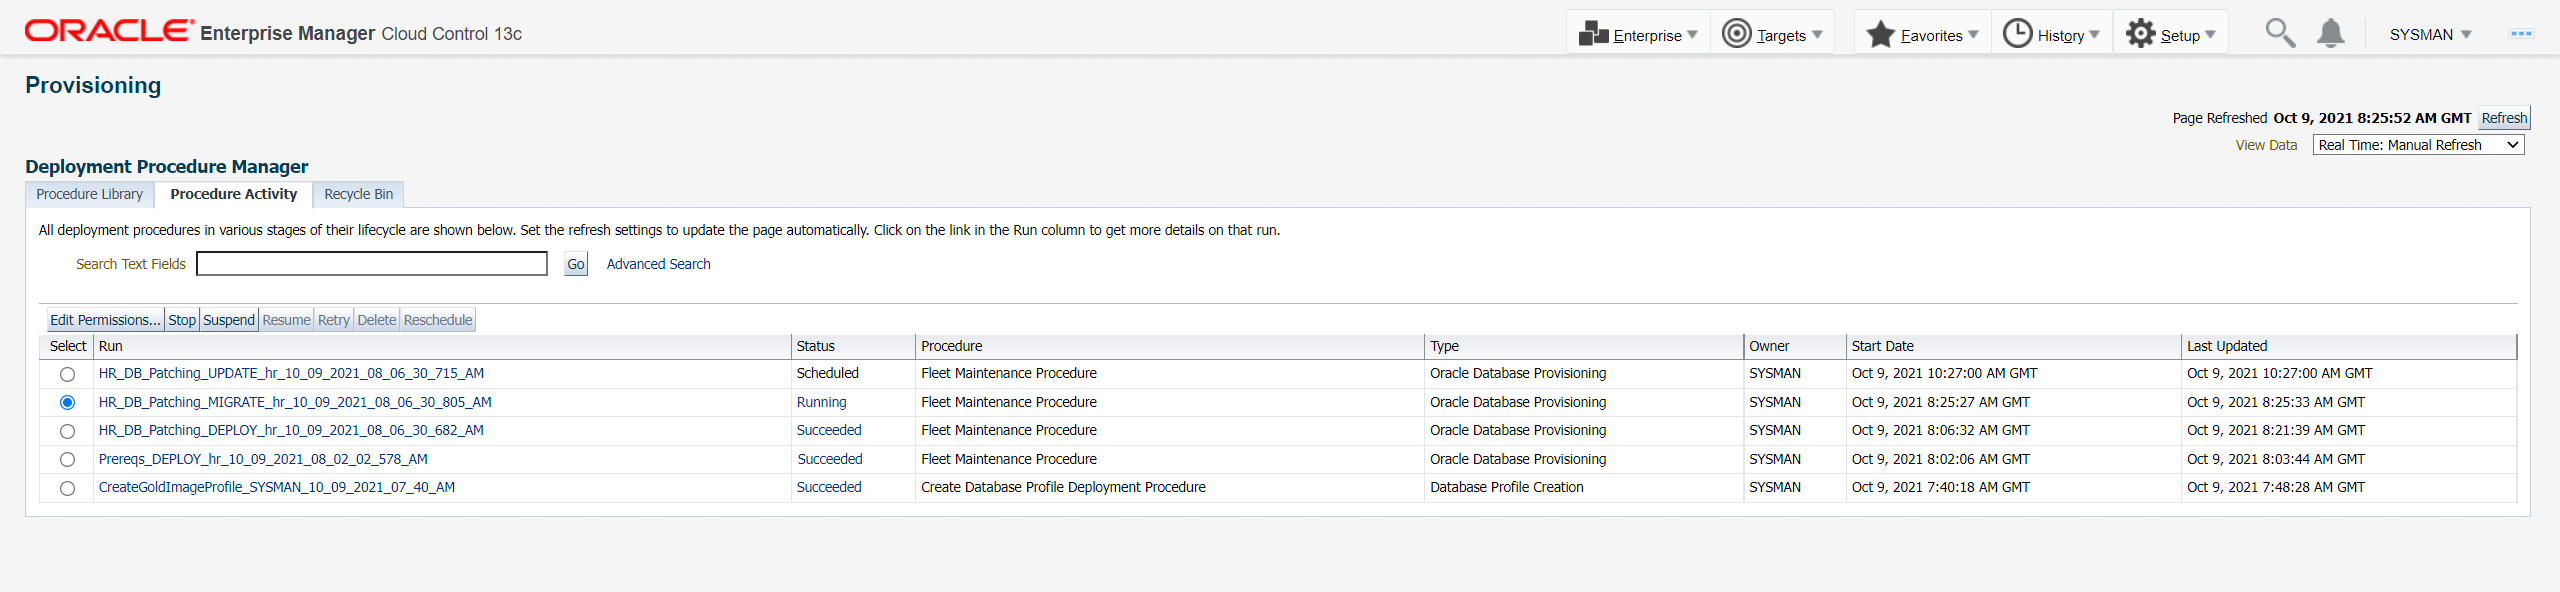 ORACLE Enterprise Manager Cloud Control 13c Enterprise Targets Favorites History Setup SYSMAN
Provisioning
Page Refreshed Oct 9, 2021 8:25:52 AM GMT Refresh
View Data Real Time: Manual Refresh
Deployment Procedure Manager
Procedure Library Procedure Activity Recycle Bin
All deployment procedures in various stages of their lifecycle are shown below. Set the refresh settings to update the page automatically. Click on the link in the Run column to get more details on that run.
Search Text Fields Go Advanced Search
Edit Permissions... Stop Suspend Resume Retry Delete Reschedule
Select Run Status Procedure Type Owner Start Date Last Updated
HR_DB_Patching_UPDATE_hr_10_09_2021_08_06_30_715_AM Scheduled Fleet Maintenance Procedure Oracle Database Provisioning SYSMAN Oct 9, 2021 10:27:00 AM GMT Oct 9, 2021 10:27:00 AM GMT
HR_DB_Patching_MIGRATE_hr_10_09_2021_08_06_30_805_AM Running Fleet Maintenance Procedure Oracle Database Provisioning SYSMAN Oct 9, 2021 8:25:27 AM GMT Oct 9, 2021 8:25:33 AM GMT
HR_DB_Patching_DEPLOY_hr_10_09_2021_08_06_30_682_AM Succeeded Fleet Maintenance Procedure Oracle Database Provisioning SYSMAN Oct 9, 2021 8:06:32 AM GMT Oct 9, 2021 8:21:39 AM GMT
Prereqs_DEPLOY_hr_10_09_2021_08_02_02_578_AM Succeeded Fleet Maintenance Procedure Oracle Database Provisioning SYSMAN Oct 9, 2021 8:02:06 AM GMT Oct 9, 2021 8:03:44 AM GMT
CreateGoldImageProfile_SYSMAN_10_09_2021_07_40_AM Succeeded Create Database Profile Deployment Procedure Database Profile Creation SYSMAN Oct 9, 2021 7:40:18 AM GMT Oct 9, 2021 7:48:28 AM GMT